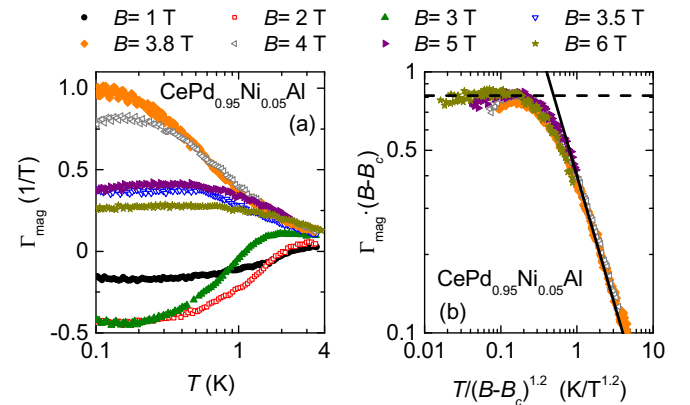 B= 1 T B= 2 T B= 3 T B= 3.5 T
B= 3.8 T B= 4 T B= 5 T B= 6 T
CePd0.95Ni0.05Al
(a)
1.0
0.5
0
-0.5
Γmag (1/T)
0.1 1 4
T (K)
1
0.5
0.1
Γmag·(B-Bc)
CePd0.95Ni0.05Al
(b)
0.01 0.1 1 10
T/(B-Bc)^1.2 (K/T^1.2)